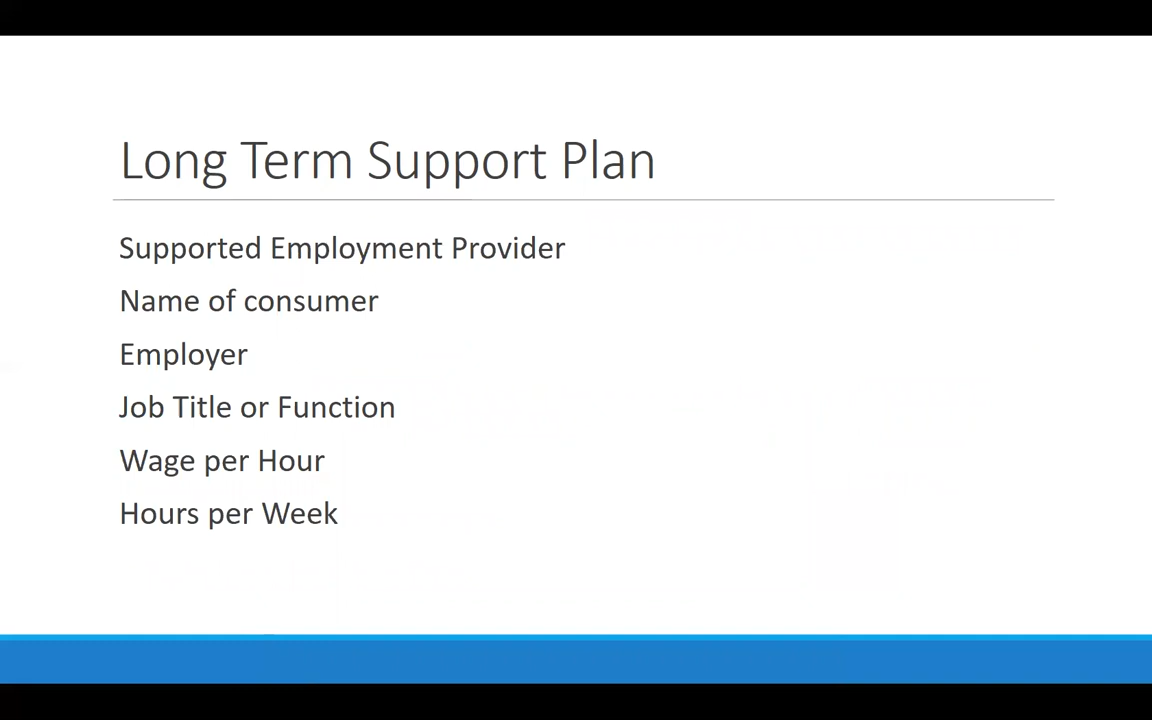 Long Term Support Plan
Supported Employment Provider
Name of consumer
Employer
Job Title or Function
Wage per Hour
Hours per Week